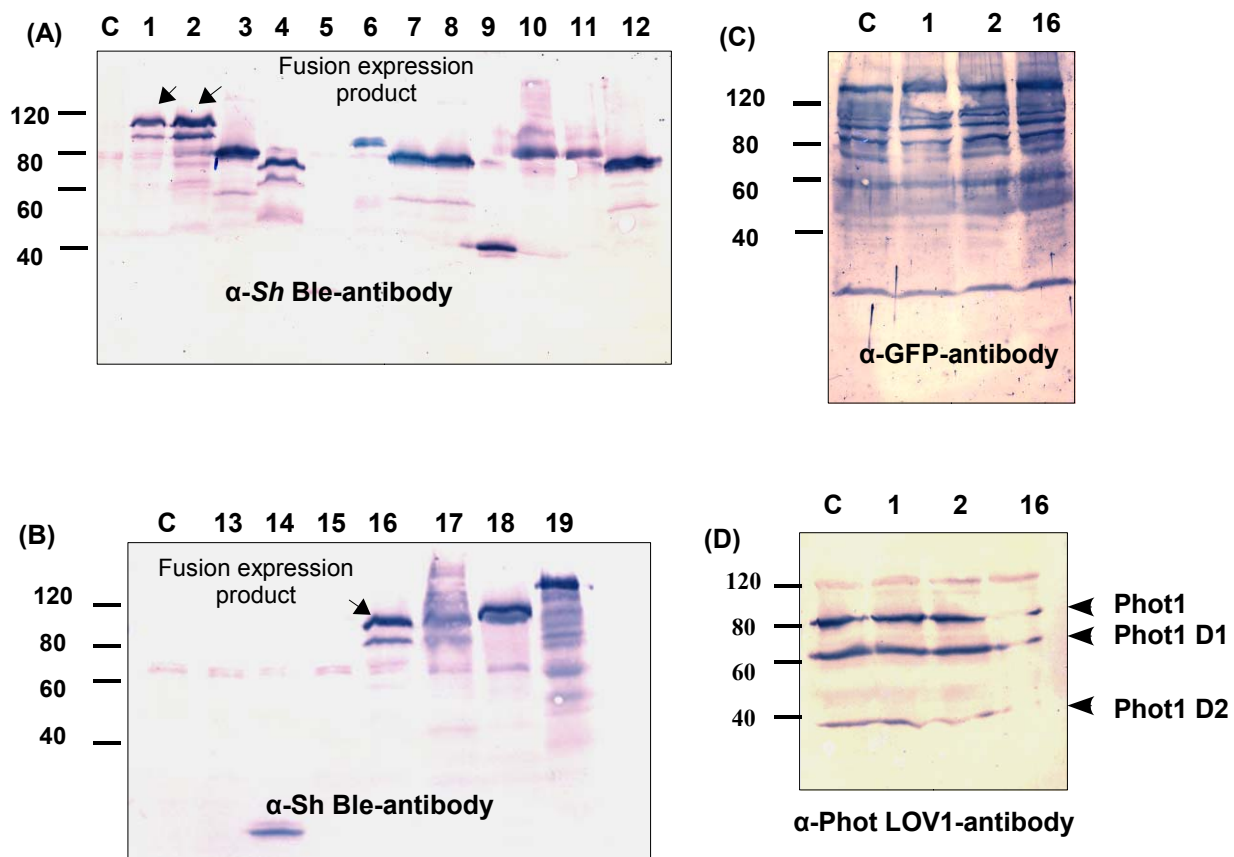 (A)
C 1 2 3 4 5 6 7 8 9 10 11 12
Fusion expression
product
120
80
60
40
α-Sh Ble-antibody
(C)
C 1 2 16
120
80
60
40
α-GFP-antibody
(B)
C 13 14 15 16 17 18 19
Fusion expression
product
120
80
60
40
α-Sh Ble-antibody
(D)
C 1 2 16
120
80
60
40
Phot1
Phot1 D1
Phot1 D2
α-Phot LOV1-antibody